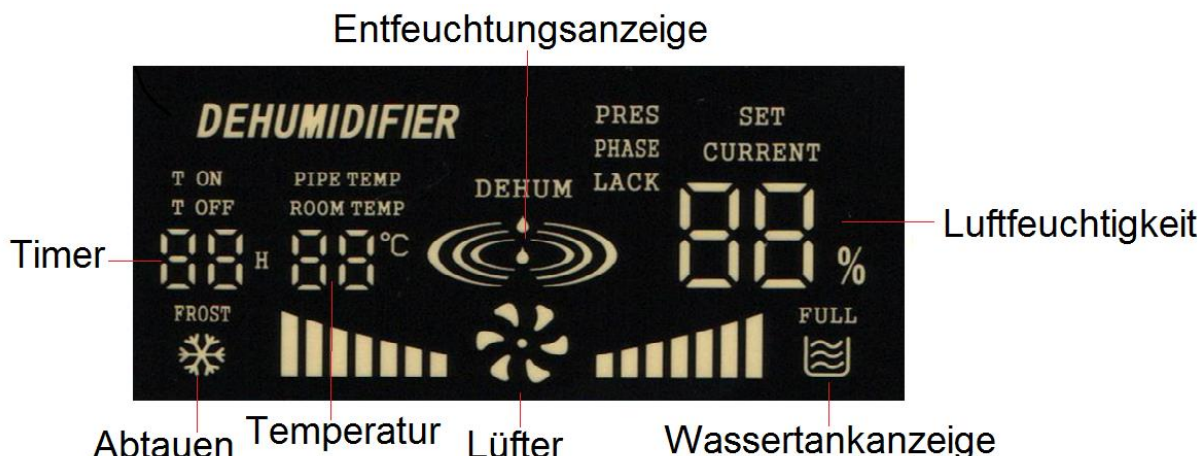 Entfeuchtungsanzeige
DEHUMIDIFIER
PRES
PHASE
LACK
SET
CURRENT
T ON
T OFF
88 H
PIPE TEMP
ROOM TEMP
88 °C
DEHUM
88 %
Luftfeuchtigkeit
Timer
FROST
FULL
Abtauen
Temperatur
Lüfter
Wassertankanzeige